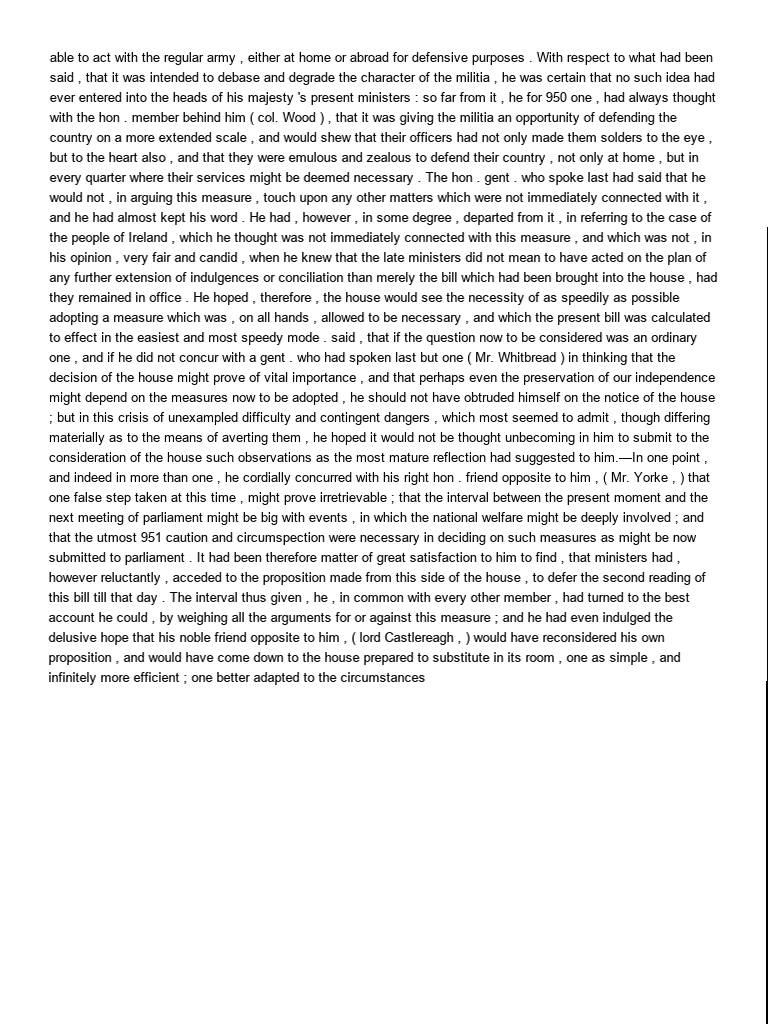 able to act with the regular army , either at home or abroad for defensive purposes . With respect to what had been
said , that it was intended to debase and degrade the character of the militia , he was certain that no such idea had
ever entered into the heads of his majesty 's present ministers : so far from it , he for 950 one , had always thought
with the hon . member behind him ( col. Wood ) , that it was giving the militia an opportunity of defending the
country on a more extended scale , and would shew that their officers had not only made them solders to the eye ,
but to the heart also , and that they were emulous and zealous to defend their country , not only at home , but in
every quarter where their services might be deemed necessary . The hon . gent . who spoke last had said that he
would not , in arguing this measure , touch upon any other matters which were not immediately connected with it ,
and he had almost kept his word . He had , however , in some degree , departed from it , in referring to the case of
the people of Ireland , which he thought was not immediately connected with this measure , and which was not , in
his opinion , very fair and candid , when he knew that the late ministers did not mean to have acted on the plan of
any further extension of indulgences or conciliation than merely the bill which had been brought into the house , had
they remained in office . He hoped , therefore , the house would see the necessity of as speedily as possible
adopting a measure which was , on all hands , allowed to be necessary , and which the present bill was calculated
to effect in the easiest and most speedy mode . said , that if the question now to be considered was an ordinary
one , and if he did not concur with a gent . who had spoken last but one ( Mr. Whitbread ) in thinking that the
decision of the house might prove of vital importance , and that perhaps even the preservation of our independence
might depend on the measures now to be adopted , he should not have obtruded himself on the notice of the house
; but in this crisis of unexampled difficulty and contingent dangers , which most seemed to admit , though differing
materially as to the means of averting them , he hoped it would not be thought unbecoming in him to submit to the
consideration of the house such observations as the most mature reflection had suggested to him.—In one point ,
and indeed in more than one , he cordially concurred with his right hon . friend opposite to him , ( Mr. Yorke , ) that
one false step taken at this time , might prove irretrievable ; that the interval between the present moment and the
next meeting of parliament might be big with events , in which the national welfare might be deeply involved ; and
that the utmost 951 caution and circumspection were necessary in deciding on such measures as might be now
submitted to parliament . It had been therefore matter of great satisfaction to him to find , that ministers had ,
however reluctantly , acceded to the proposition made from this side of the house , to defer the second reading of
this bill till that day . The interval thus given , he , in common with every other member , had turned to the best
account he could , by weighing all the arguments for or against this measure ; and he had even indulged the
delusive hope that his noble friend opposite to him , ( lord Castlereagh , ) would have reconsidered his own
proposition , and would have come down to the house prepared to substitute in its room , one as simple , and
infinitely more efficient ; one better adapted to the circumstances